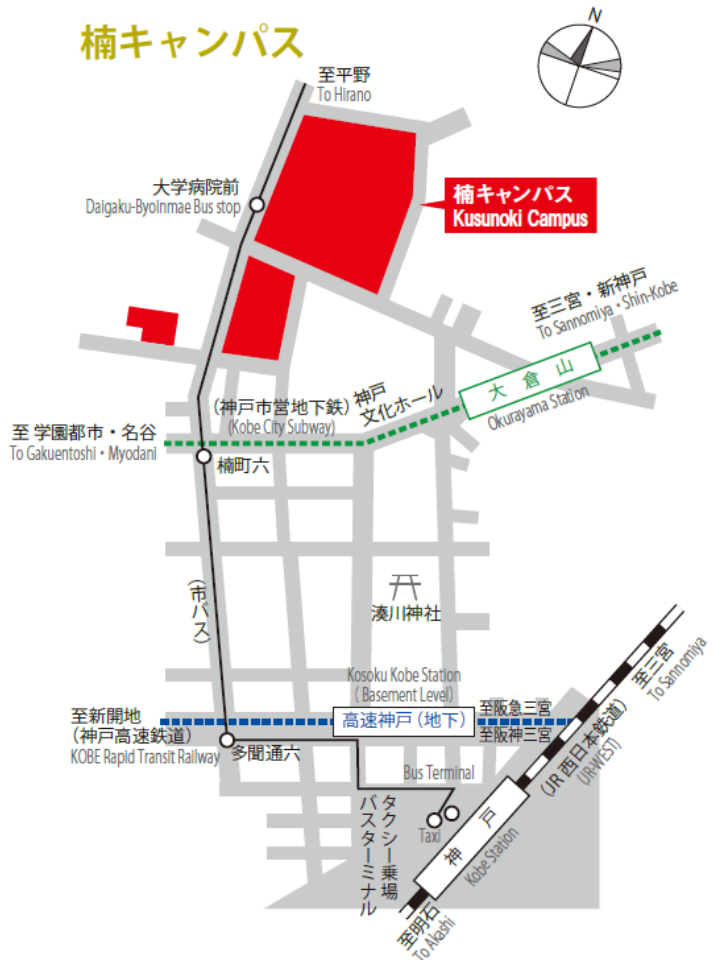 楠キャンパス
N
至平野
To Hirano
大学病院前
Daigaku-Byoinmae Bus stop
楠キャンパス
Kusunoki Campus
至三宮・新神戸
To Sannomiya・Shin-Kobe
大倉山
Okurayama Station
神戸
文化ホール
(神戸市営地下鉄)
(Kobe City Subway)
至 学園都市・名谷
To Gakuentoshi・Myodani
楠町六
(市バス)
湊川神社
至三宮
To Sannomiya
Kosoku Kobe Station
(Basement Level)
至新開地
(神戸高速鉄道)
KOBE Rapid Transit Railway
高速神戸(地下)
至阪急三宮
至阪神三宮
多聞通六
(JR 西日本鉄道)
(JR-WEST)
Bus Terminal
Taxi
タクシー乗場
バスターミナル
神戸
Kobe Station
至明石
To Akashi